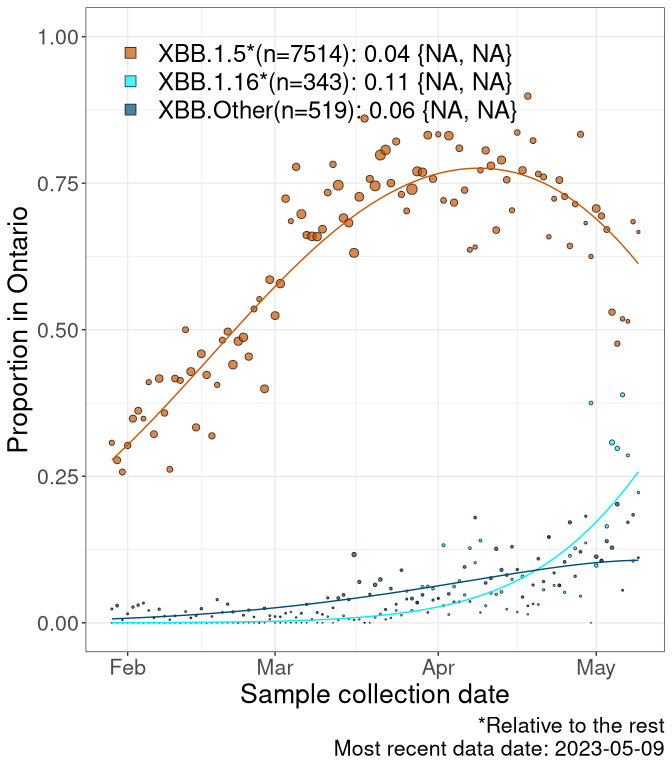 1.00
XBB.1.5*(n=7514): 0.04 {NA, NA}
XBB.1.16*(n=343): 0.11 {NA, NA}
XBB.Other(n=519): 0.06 {NA, NA}
0.75
Proportion in Ontario
0.50
0.25
0.00
Feb Mar Apr May
Sample collection date
*Relative to the rest
Most recent data date: 2023-05-09